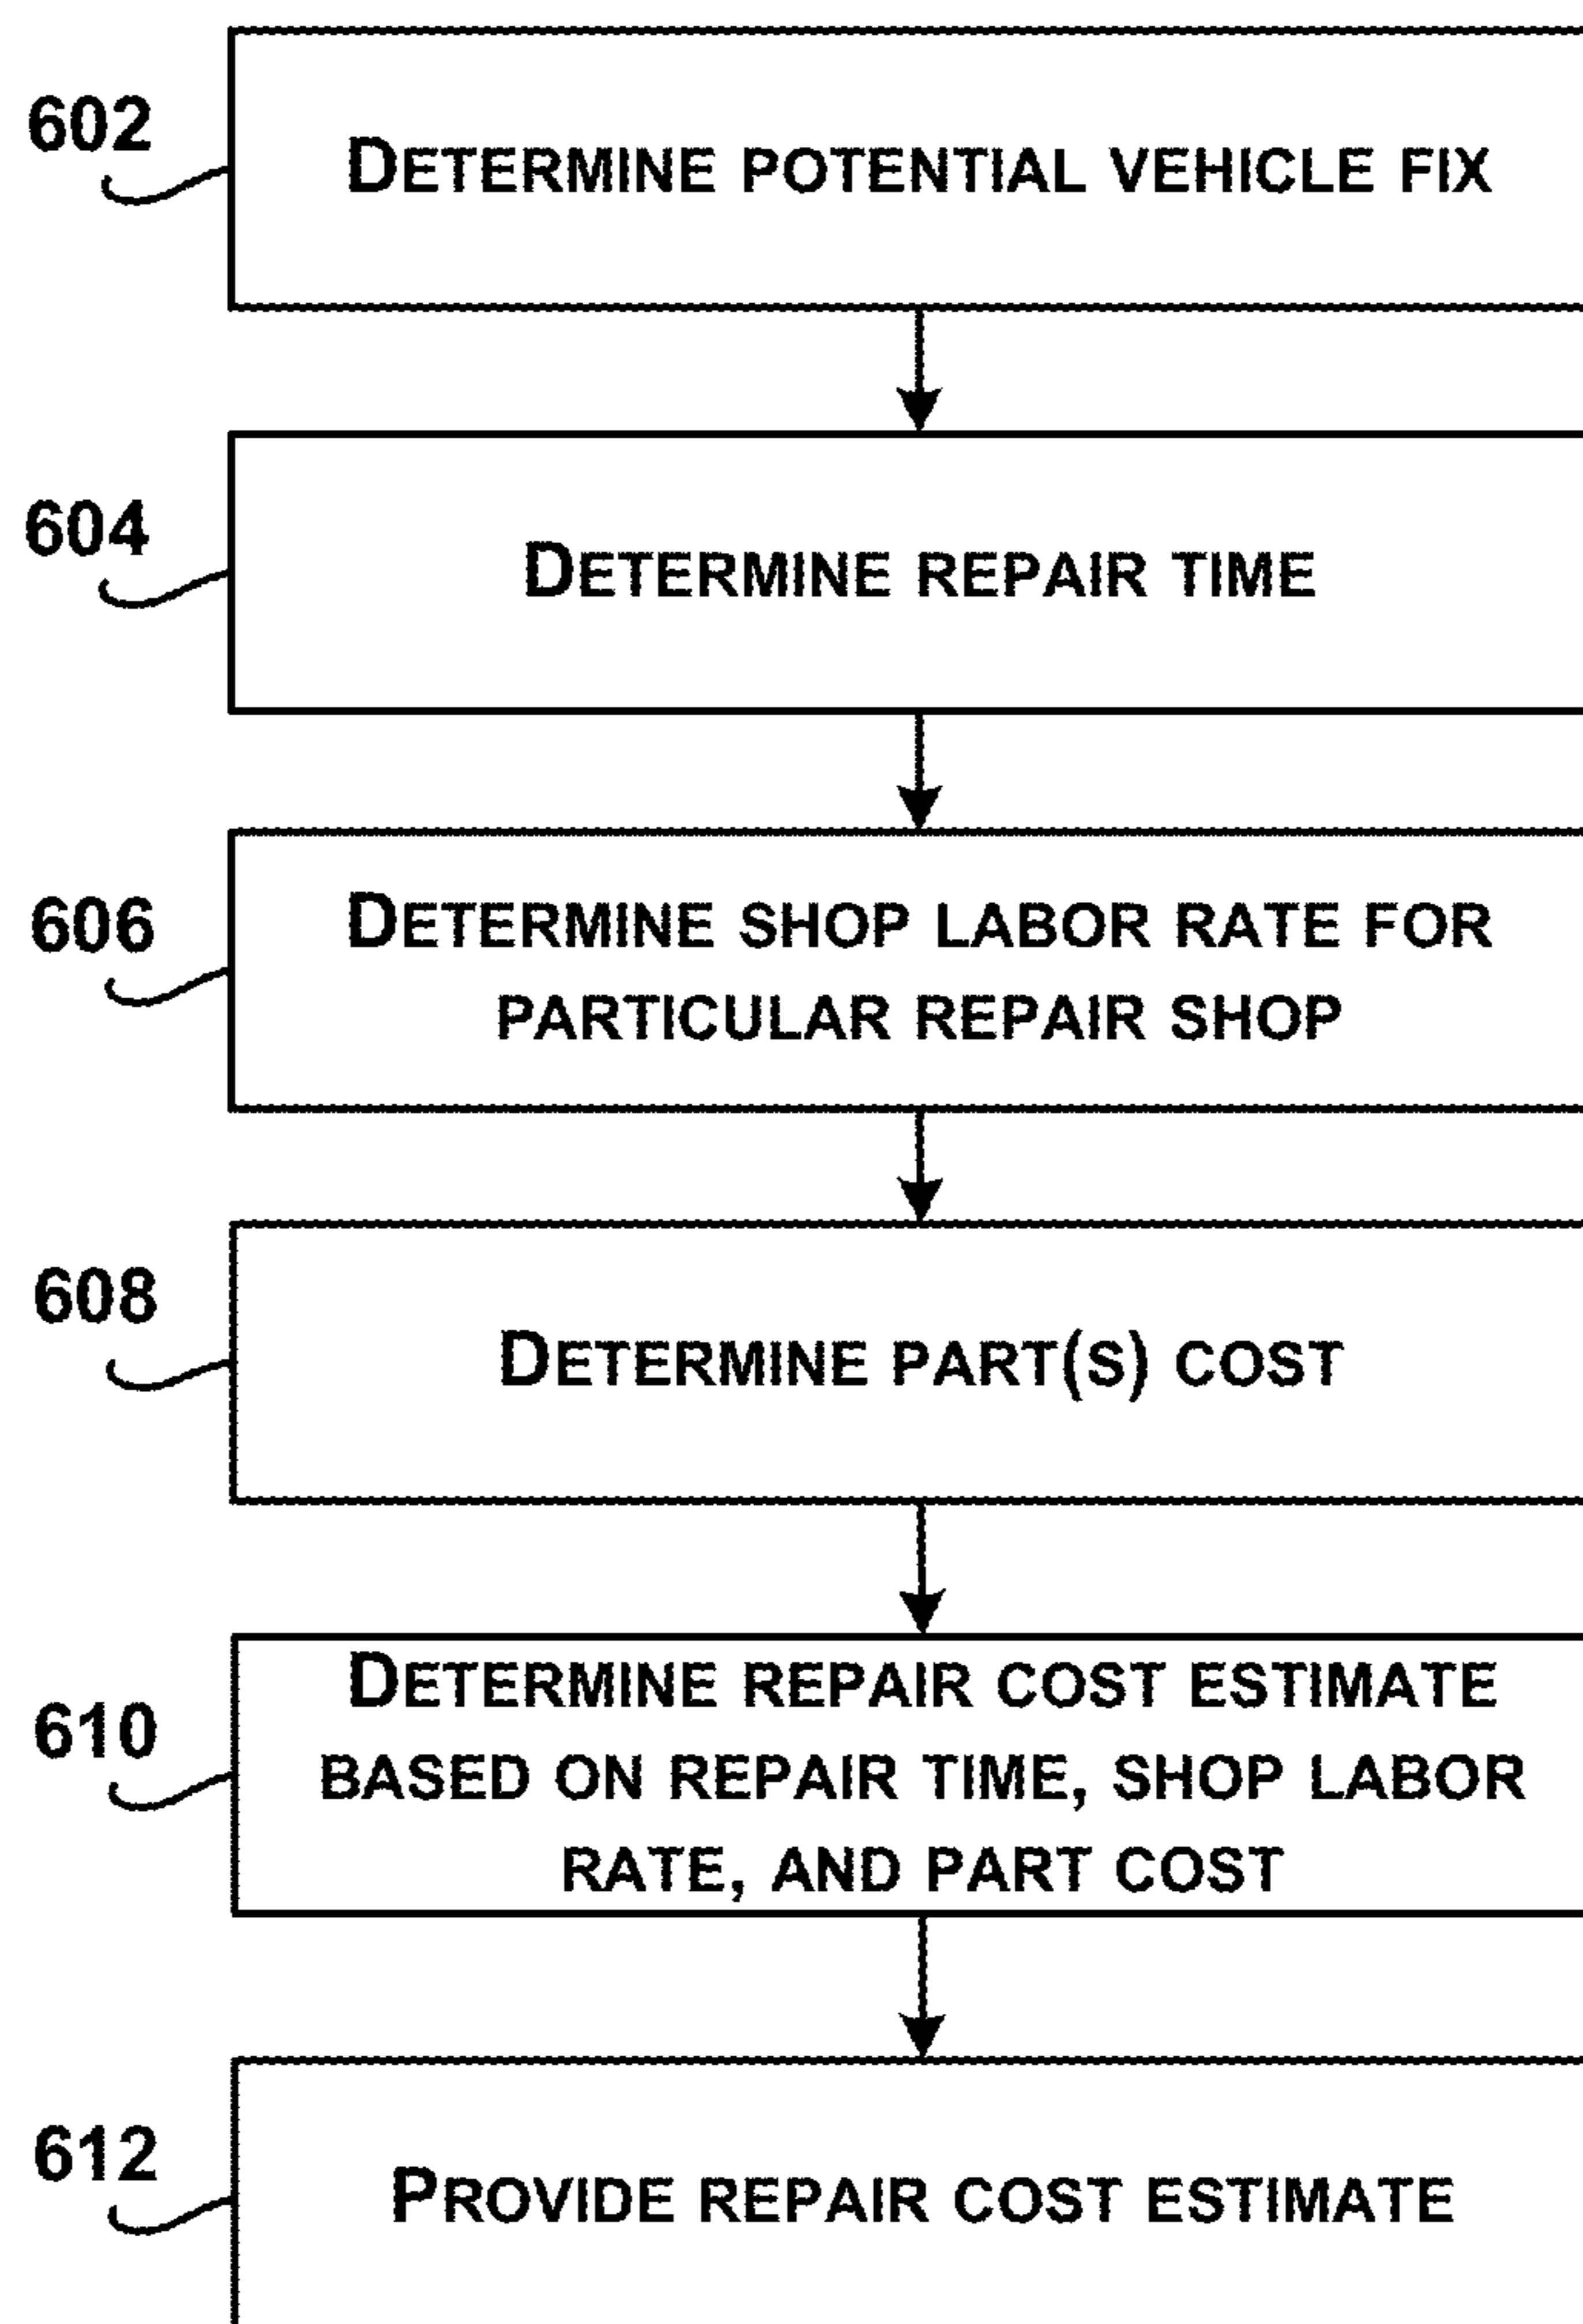 602
DETERMINE POTENTIAL VEHICLE FIX
604
DETERMINE REPAIR TIME
606
DETERMINE SHOP LABOR RATE FOR
PARTICULAR REPAIR SHOP
608
DETERMINE PART(S) COST
610
DETERMINE REPAIR COST ESTIMATE
BASED ON REPAIR TIME, SHOP LABOR
RATE, AND PART COST
612
PROVIDE REPAIR COST ESTIMATE